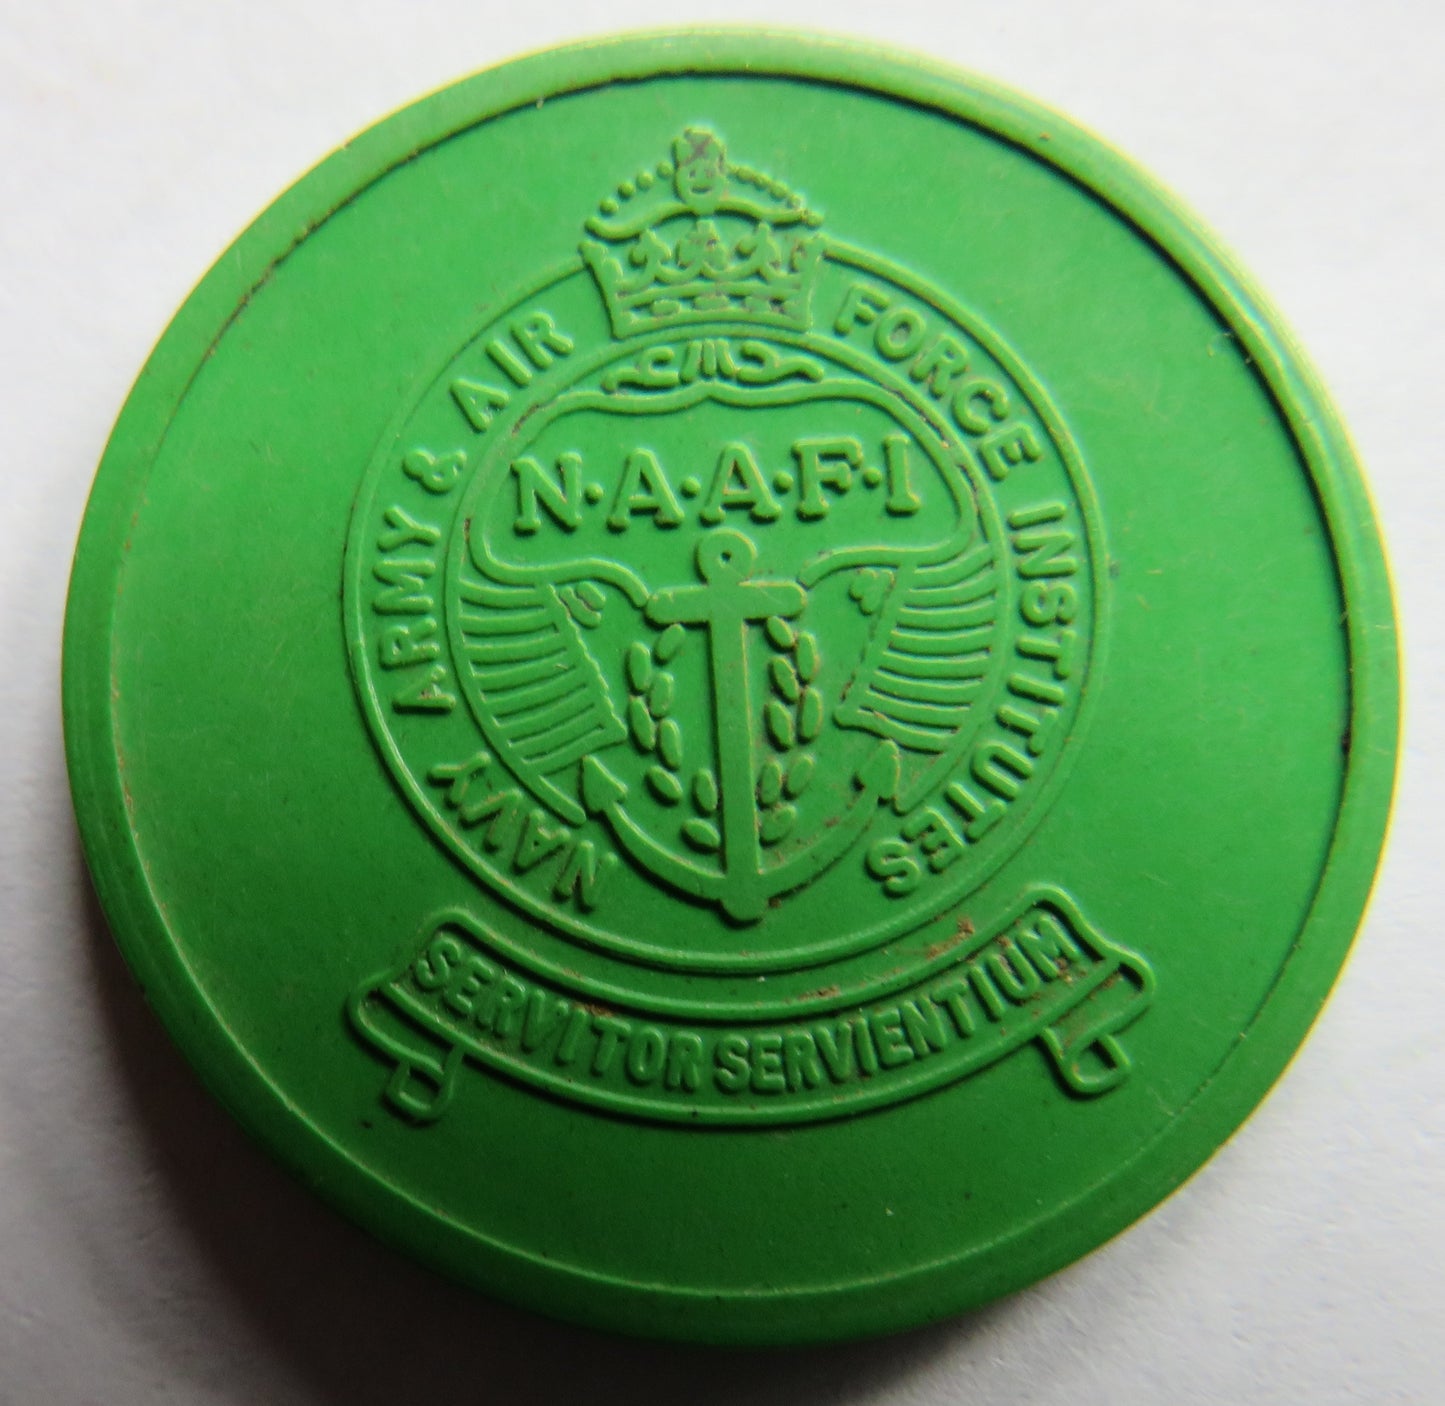 NAVY ARMY & AIR FORCE INSTITUTES
N·A·A·F·I
SERVITOR SERVIENTIUM